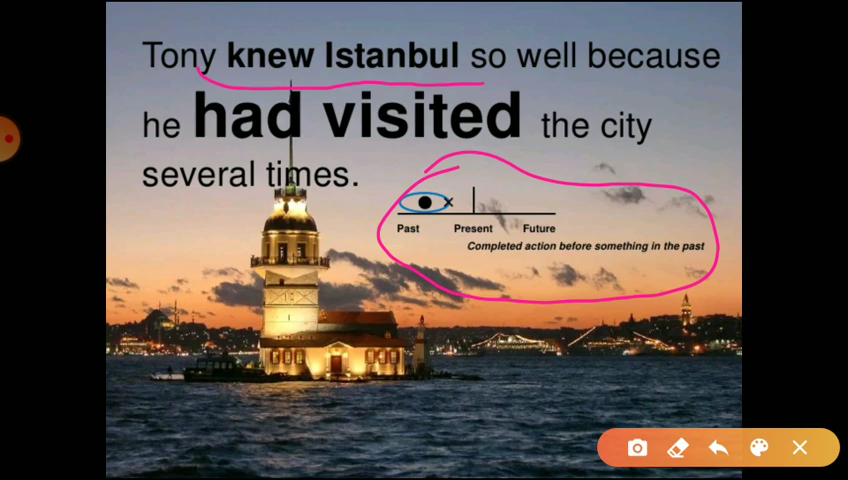 Tony knew Istanbul so well because
he had visited the city
several times.
Past Present Future
Completed action before something in the past